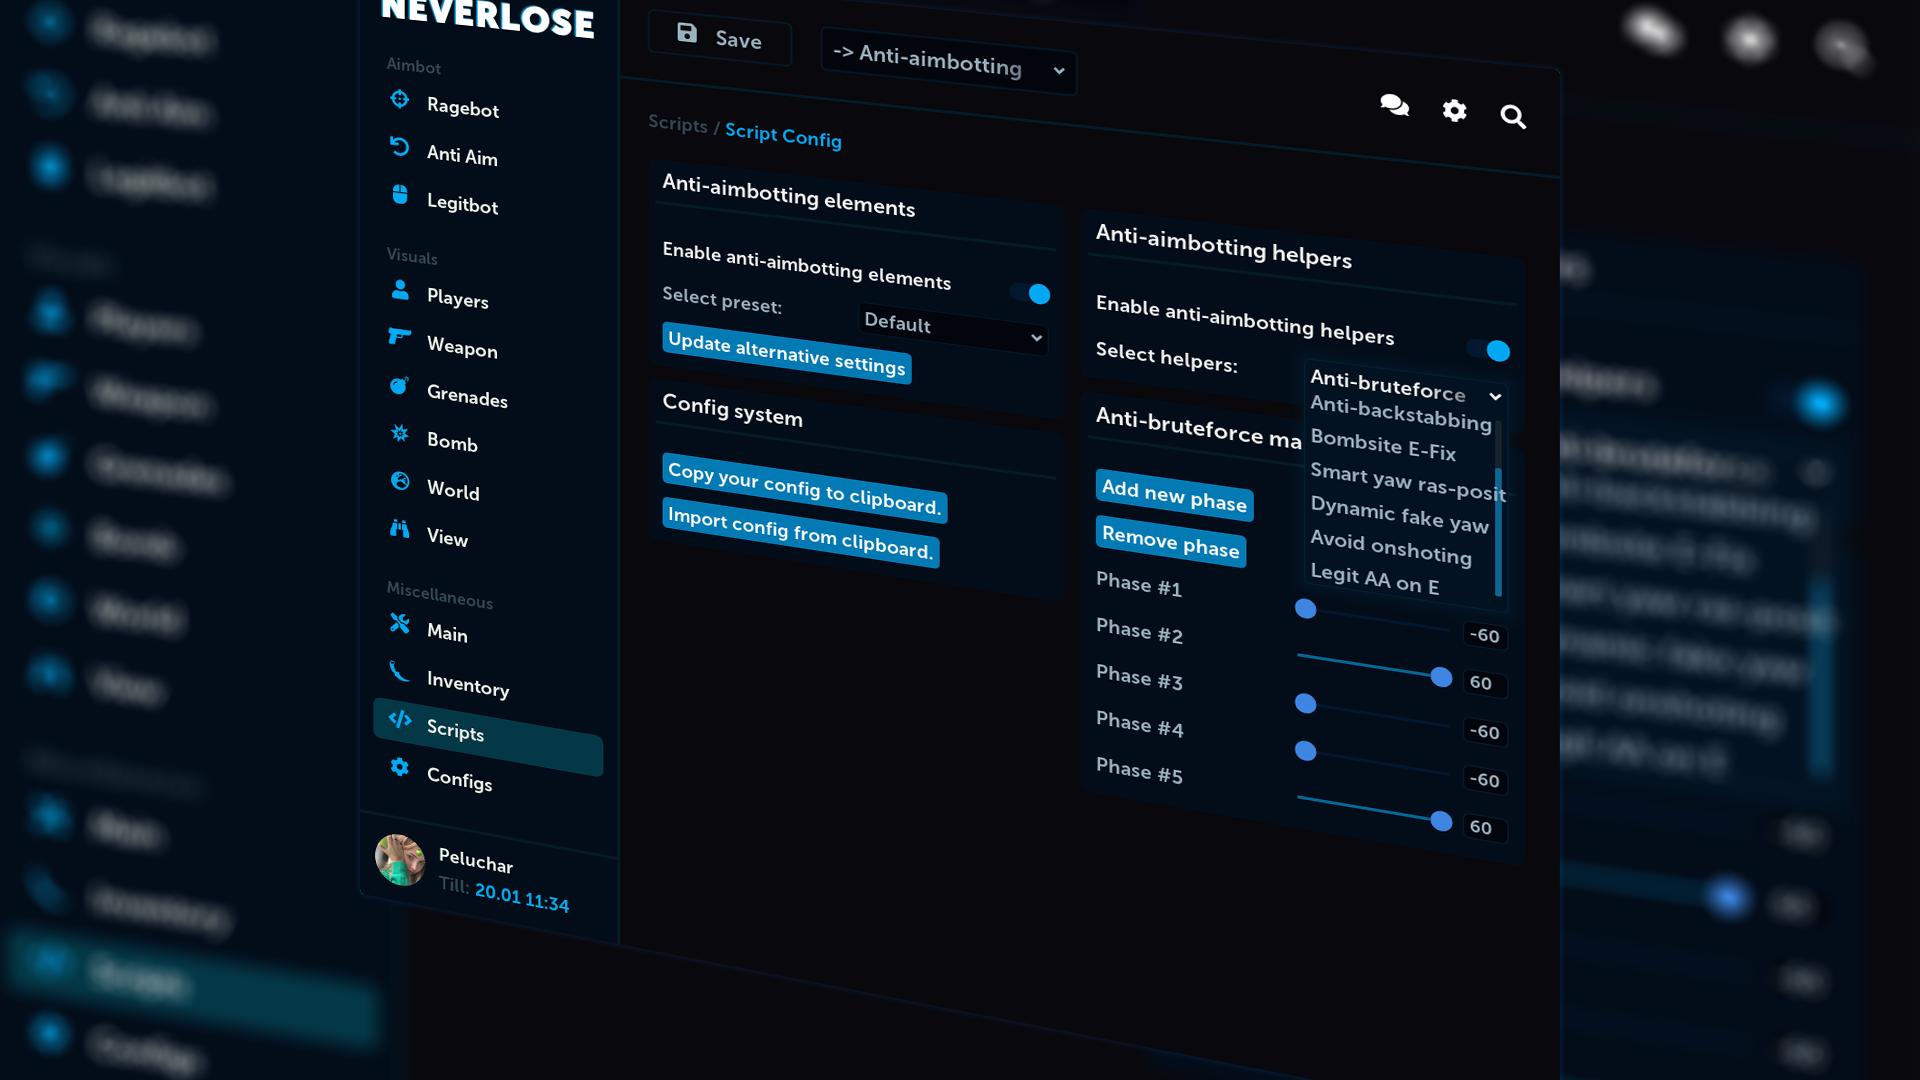 NEVERLOSE
Aimbot
Ragebot
Anti Aim
Legitbot
Visuals
Players
Weapon
Grenades
Bomb
World
View
Miscellaneous
Main
Inventory
Scripts
Configs
Peluchar
Till: 20.01 11:34
Save
-> Anti-aimbotting
Scripts / Script Config
Anti-aimbotting elements
Enable anti-aimbotting elements
Select preset:
Default
Update alternative settings
Config system
Copy your config to clipboard.
Import config from clipboard.
Anti-aimbotting helpers
Enable anti-aimbotting helpers
Select helpers:
Anti-bruteforce
Anti-backstabbing
Bombsite E-Fix
Smart yaw ras-posit
Dynamic fake yaw
Avoid onshoting
Legit AA on E
Anti-bruteforce ma
Add new phase
Remove phase
Phase #1
-60
Phase #2
60
Phase #3
-60
Phase #4
-60
Phase #5
60